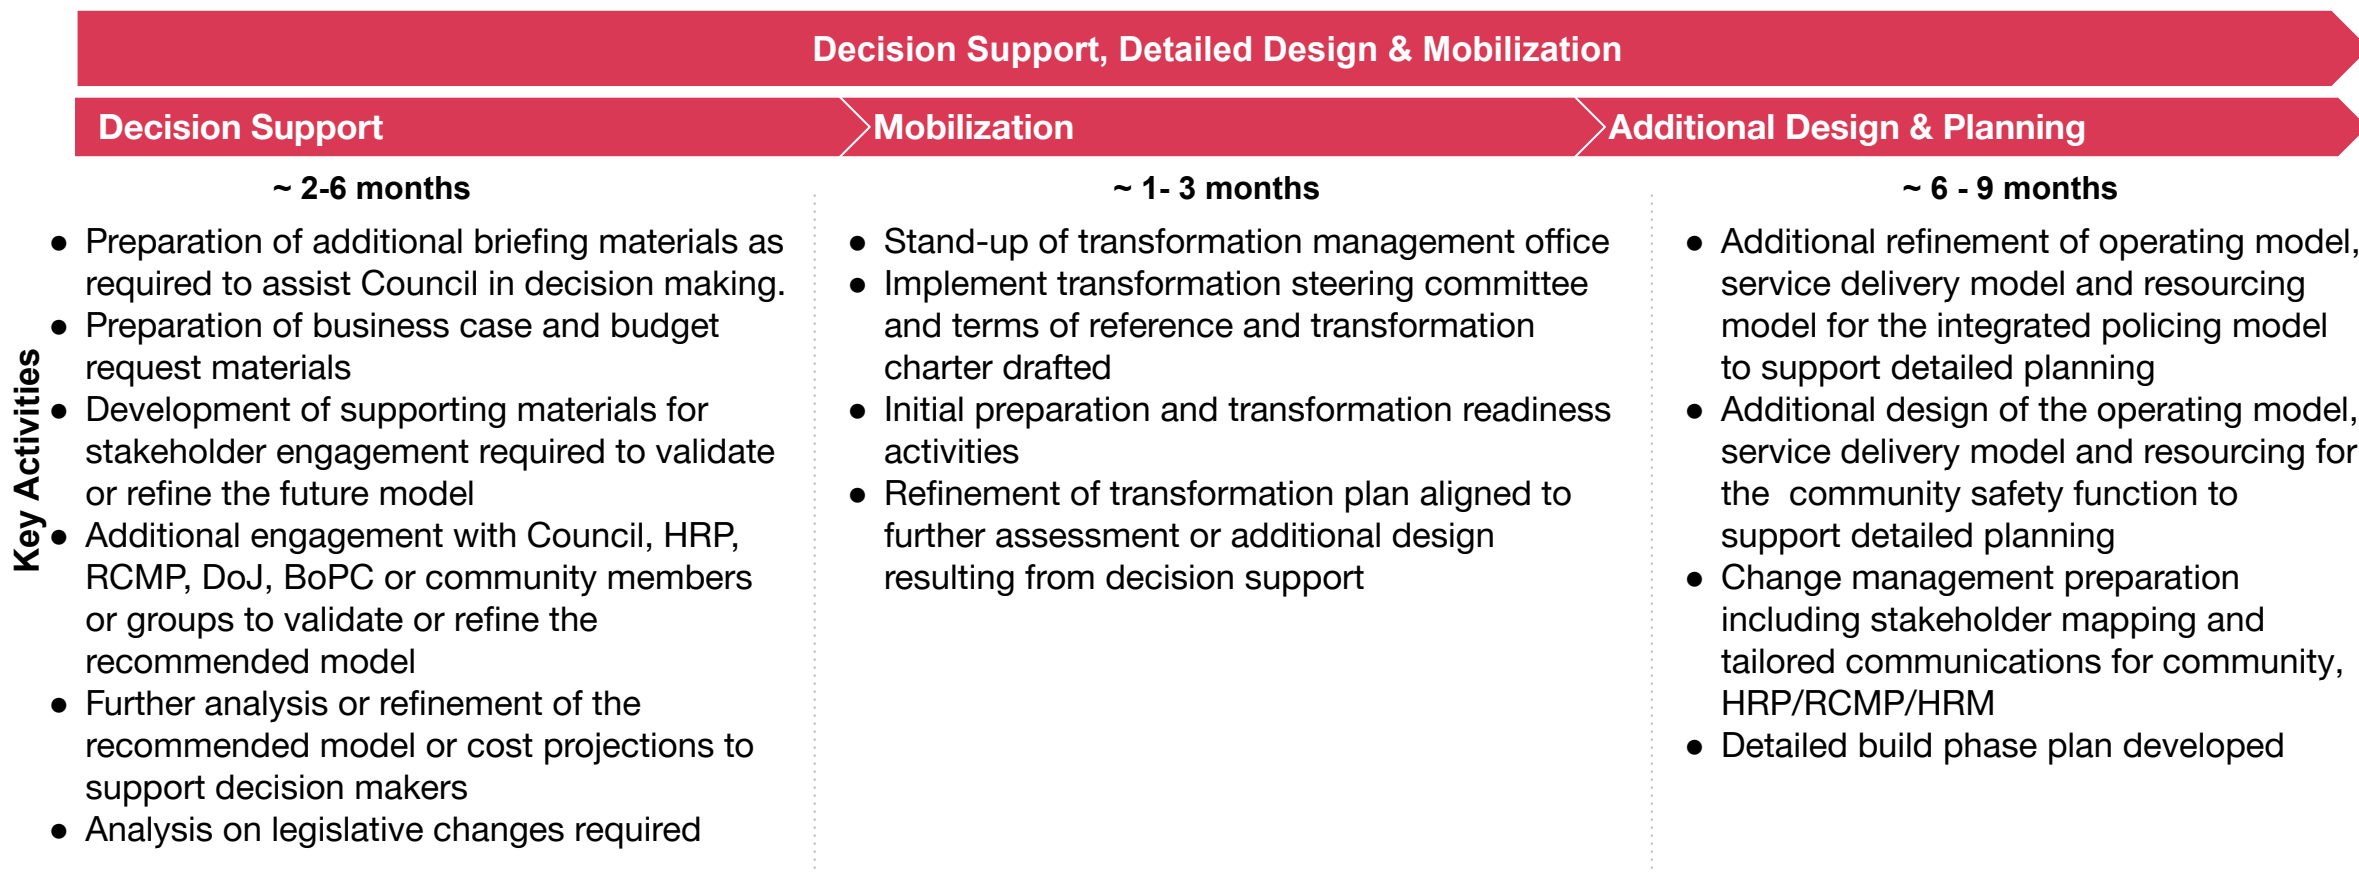 Decision Support, Detailed Design & Mobilization
Decision Support
Mobilization
Additional Design & Planning
Key Activities
~ 2-6 months
● Preparation of additional briefing materials as
required to assist Council in decision making.
● Preparation of business case and budget
request materials
● Development of supporting materials for
stakeholder engagement required to validate
or refine the future model
● Additional engagement with Council, HRP,
RCMP, DoJ, BoPC or community members
or groups to validate or refine the
recommended model
● Further analysis or refinement of the
recommended model or cost projections to
support decision makers
● Analysis on legislative changes required
~ 1- 3 months
● Stand-up of transformation management office
● Implement transformation steering committee
and terms of reference and transformation
charter drafted
● Initial preparation and transformation readiness
activities
● Refinement of transformation plan aligned to
further assessment or additional design
resulting from decision support
~ 6 - 9 months
● Additional refinement of operating model,
service delivery model and resourcing
model for the integrated policing model
to support detailed planning
● Additional design of the operating model,
service delivery model and resourcing for
the  community safety function to
support detailed planning
● Change management preparation
including stakeholder mapping and
tailored communications for community,
HRP/RCMP/HRM
● Detailed build phase plan developed